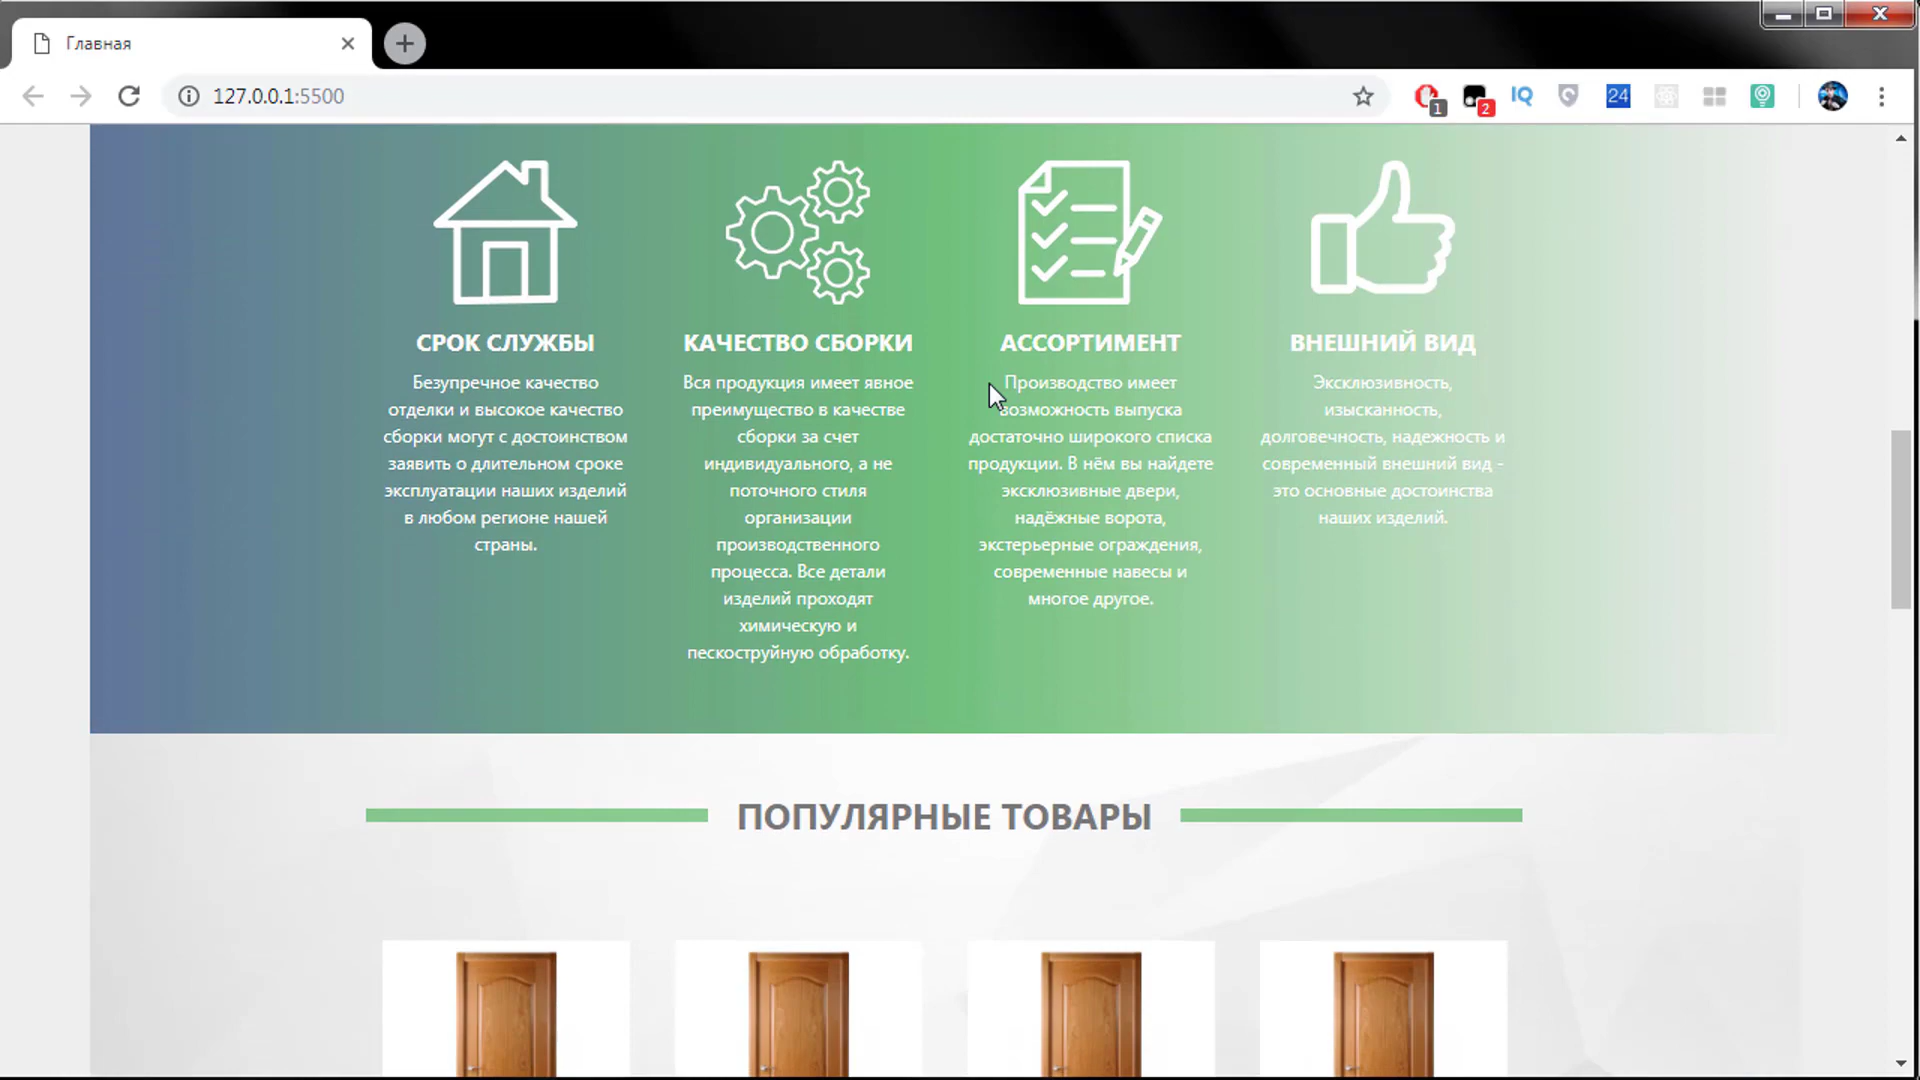 Главная
127.0.0.1:5500
1
2
IQ
24
СРОК СЛУЖБЫ
Безупречное качество
отделки и высокое качество
сборки могут с достоинством
заявить о длительном сроке
эксплуатации наших изделий
в любом регионе нашей
страны.
КАЧЕСТВО СБОРКИ
Вся продукция имеет явное
преимущество в качестве
сборки за счет
индивидуального, а не
поточного стиля
организации
производственного
процесса. Все детали
изделий проходят
химическую и
пескоструйную обработку.
АССОРТИМЕНТ
Производство имеет
возможность выпуска
достаточно широкого списка
продукции. В нём вы найдете
эксклюзивные двери,
надёжные ворота,
экстерьерные ограждения,
современные навесы и
многое другое.
ВНЕШНИЙ ВИД
Эксклюзивность,
изысканность,
долговечность, надежность и
современный внешний вид -
это основные достоинства
наших изделий.
ПОПУЛЯРНЫЕ ТОВАРЫ